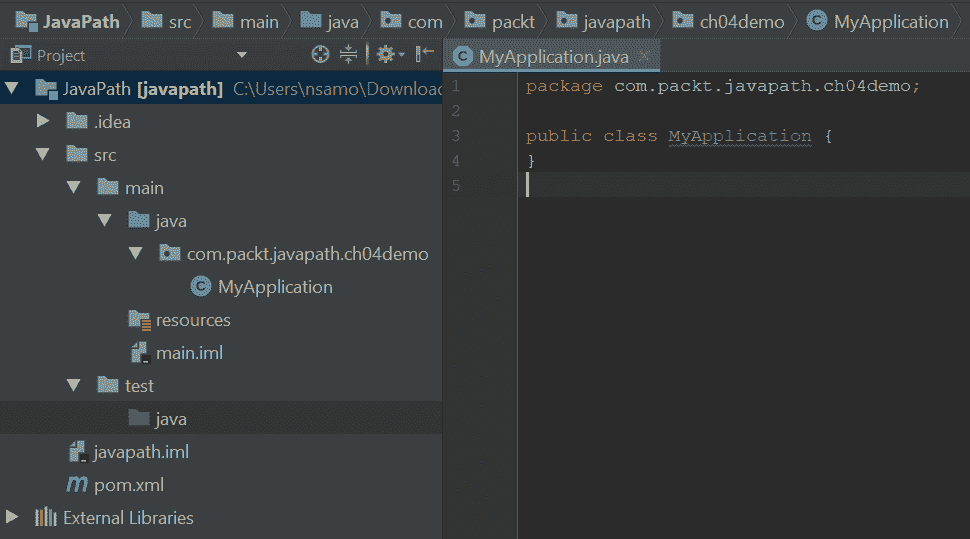 JavaPath src main java com packt javapath ch04demo MyApplication
Project
MyApplication.java
JavaPath [javapath] C:\Users\nsamo\Downloa
.idea
src
main
java
com.packt.javapath.ch04demo
MyApplication
resources
main.iml
test
java
javapath.iml
pom.xml
External Libraries
1 package com.packt.javapath.ch04demo;
2
3 public class MyApplication {
4 }
5